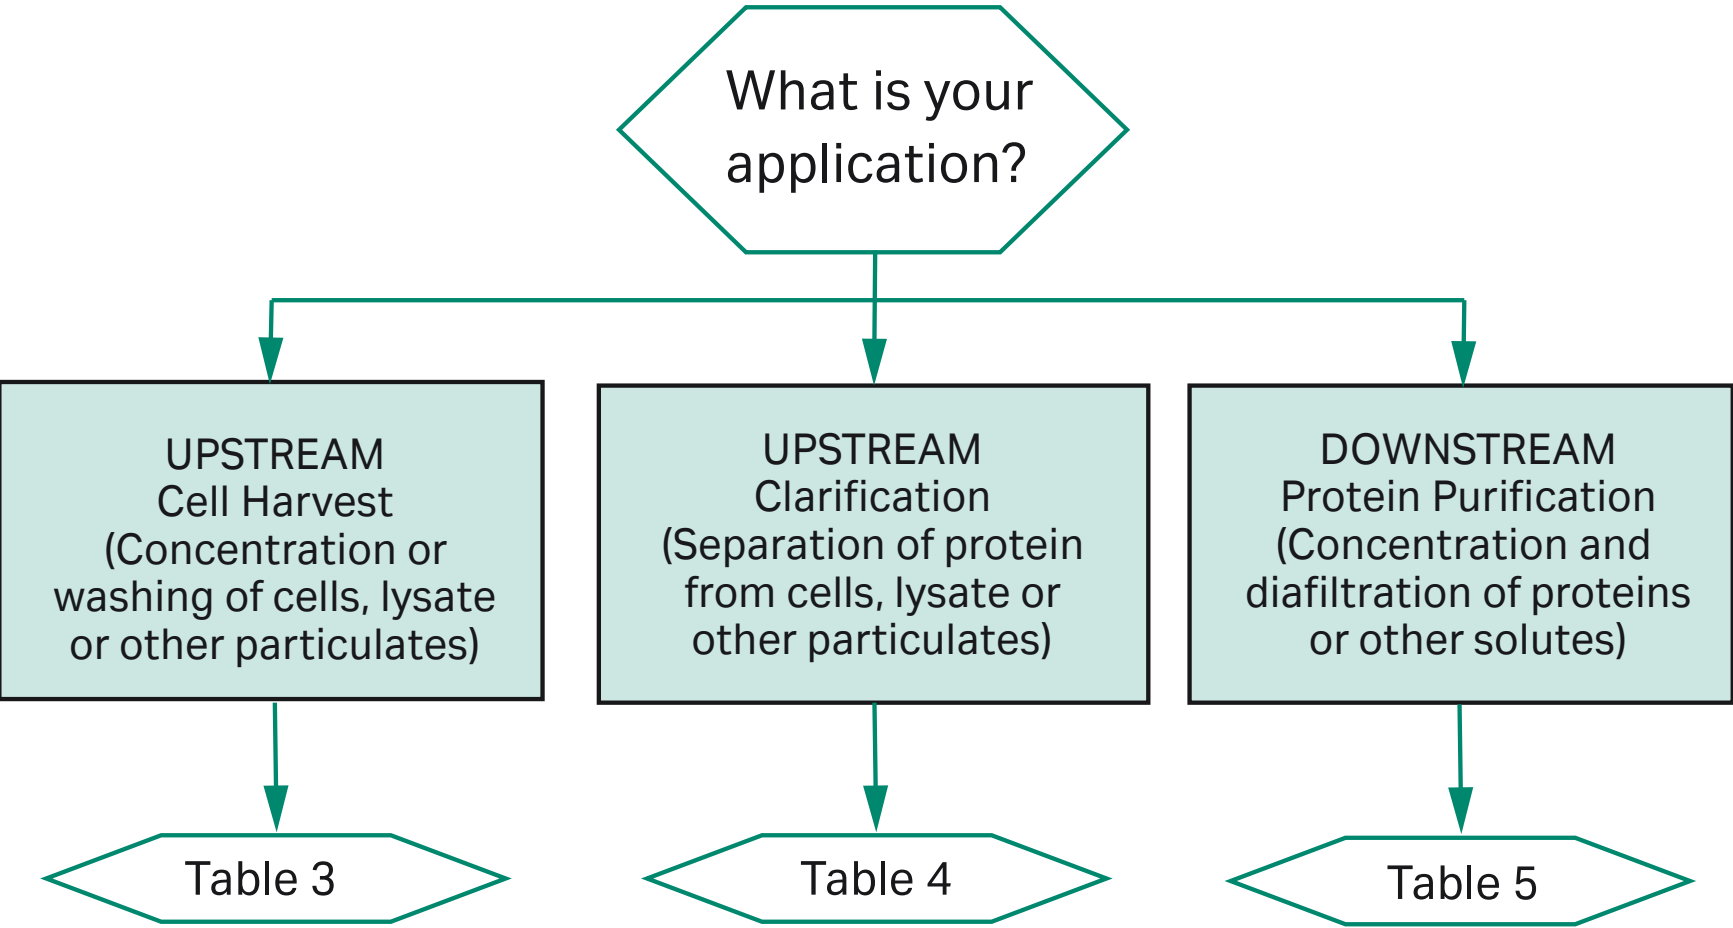 What is your
application?
UPSTREAM
Cell Harvest
(Concentration or
washing of cells, lysate
or other particulates)
UPSTREAM
Clarification
(Separation of protein
from cells, lysate or
other particulates)
DOWNSTREAM
Protein Purification
(Concentration and
diafiltration of proteins
or other solutes)
Table 3
Table 4
Table 5